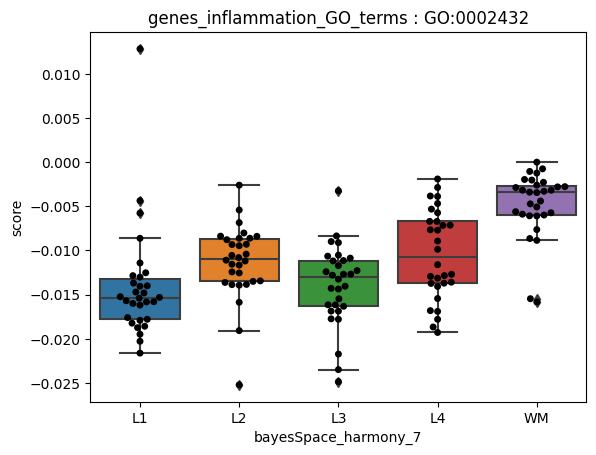 genes_inflammation_GO_terms : GO:0002432
0.010
0.005
0.000
−0.005
−0.010
−0.015
−0.020
−0.025
score
L1 L2 L3 L4 WM
bayesSpace_harmony_7